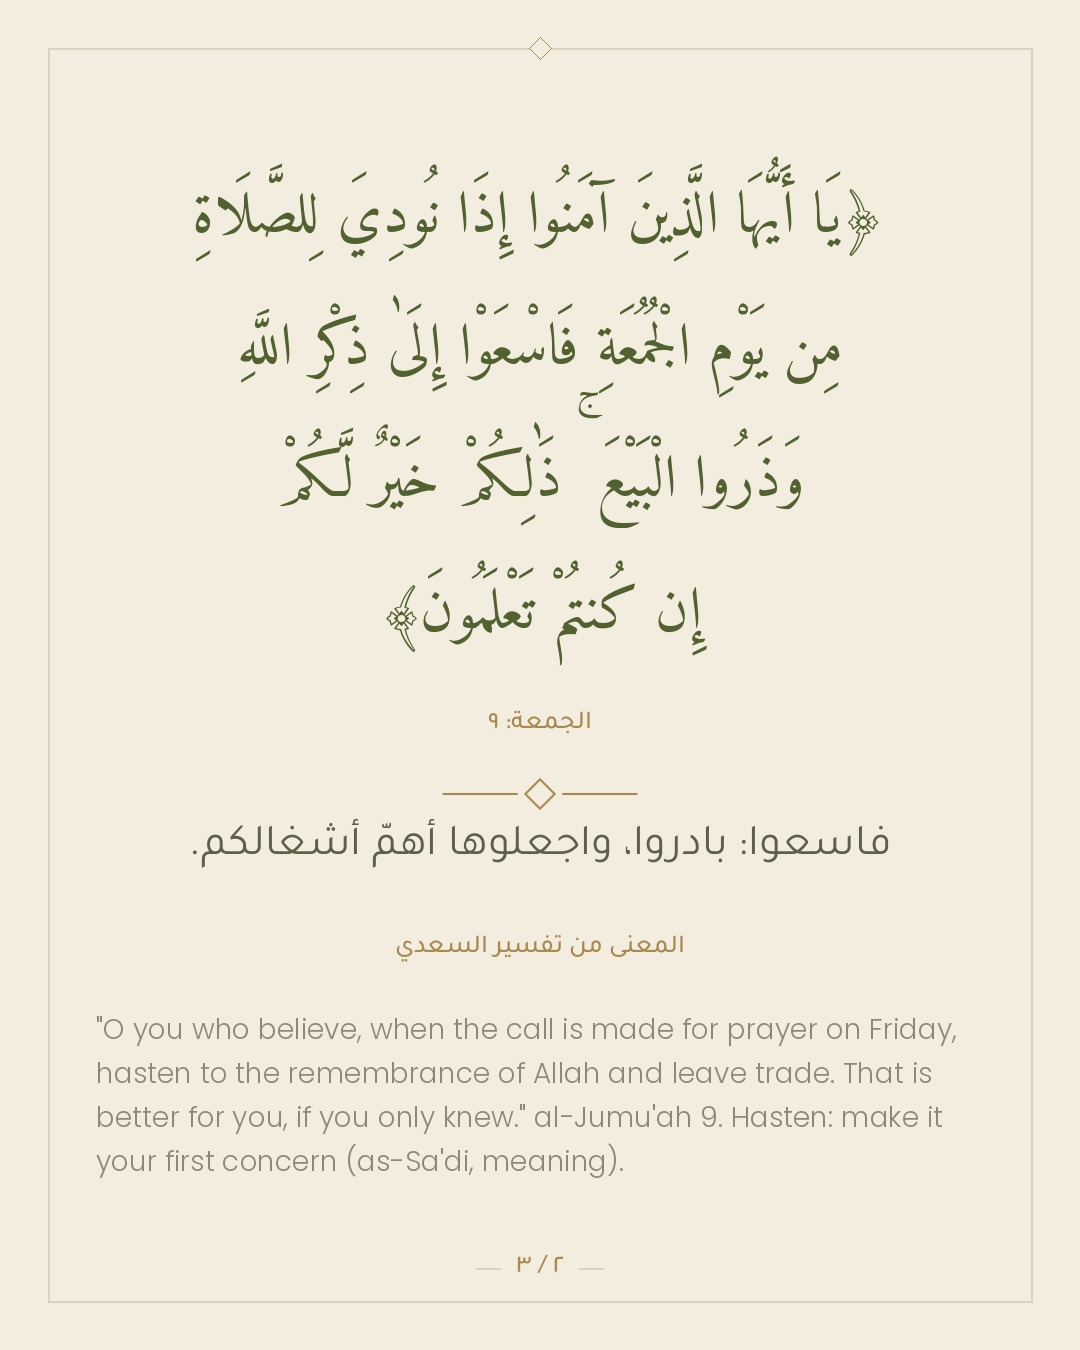 ﴿يَا أَيُّهَا الَّذِينَ آمَنُوا إِذَا نُودِيَ لِلصَّلَاةِ
مِن يَوْمِ الْجُمُعَةِ فَاسْعَوْا إِلَىٰ ذِكْرِ اللَّهِ
وَذَرُوا الْبَيْعَ ۚ ذَٰلِكُمْ خَيْرٌ لَّكُمْ
إِن كُنتُمْ تَعْلَمُونَ﴾
الجمعة: ٩
فاسعوا: بادروا، واجعلوها أهمّ أشغالكم.
المعنى من تفسير السعدي
"O you who believe, when the call is made for prayer on Friday,
hasten to the remembrance of Allah and leave trade. That is
better for you, if you only knew." al-Jumu'ah 9. Hasten: make it
your first concern (as-Sa'di, meaning).
٢ / ٣